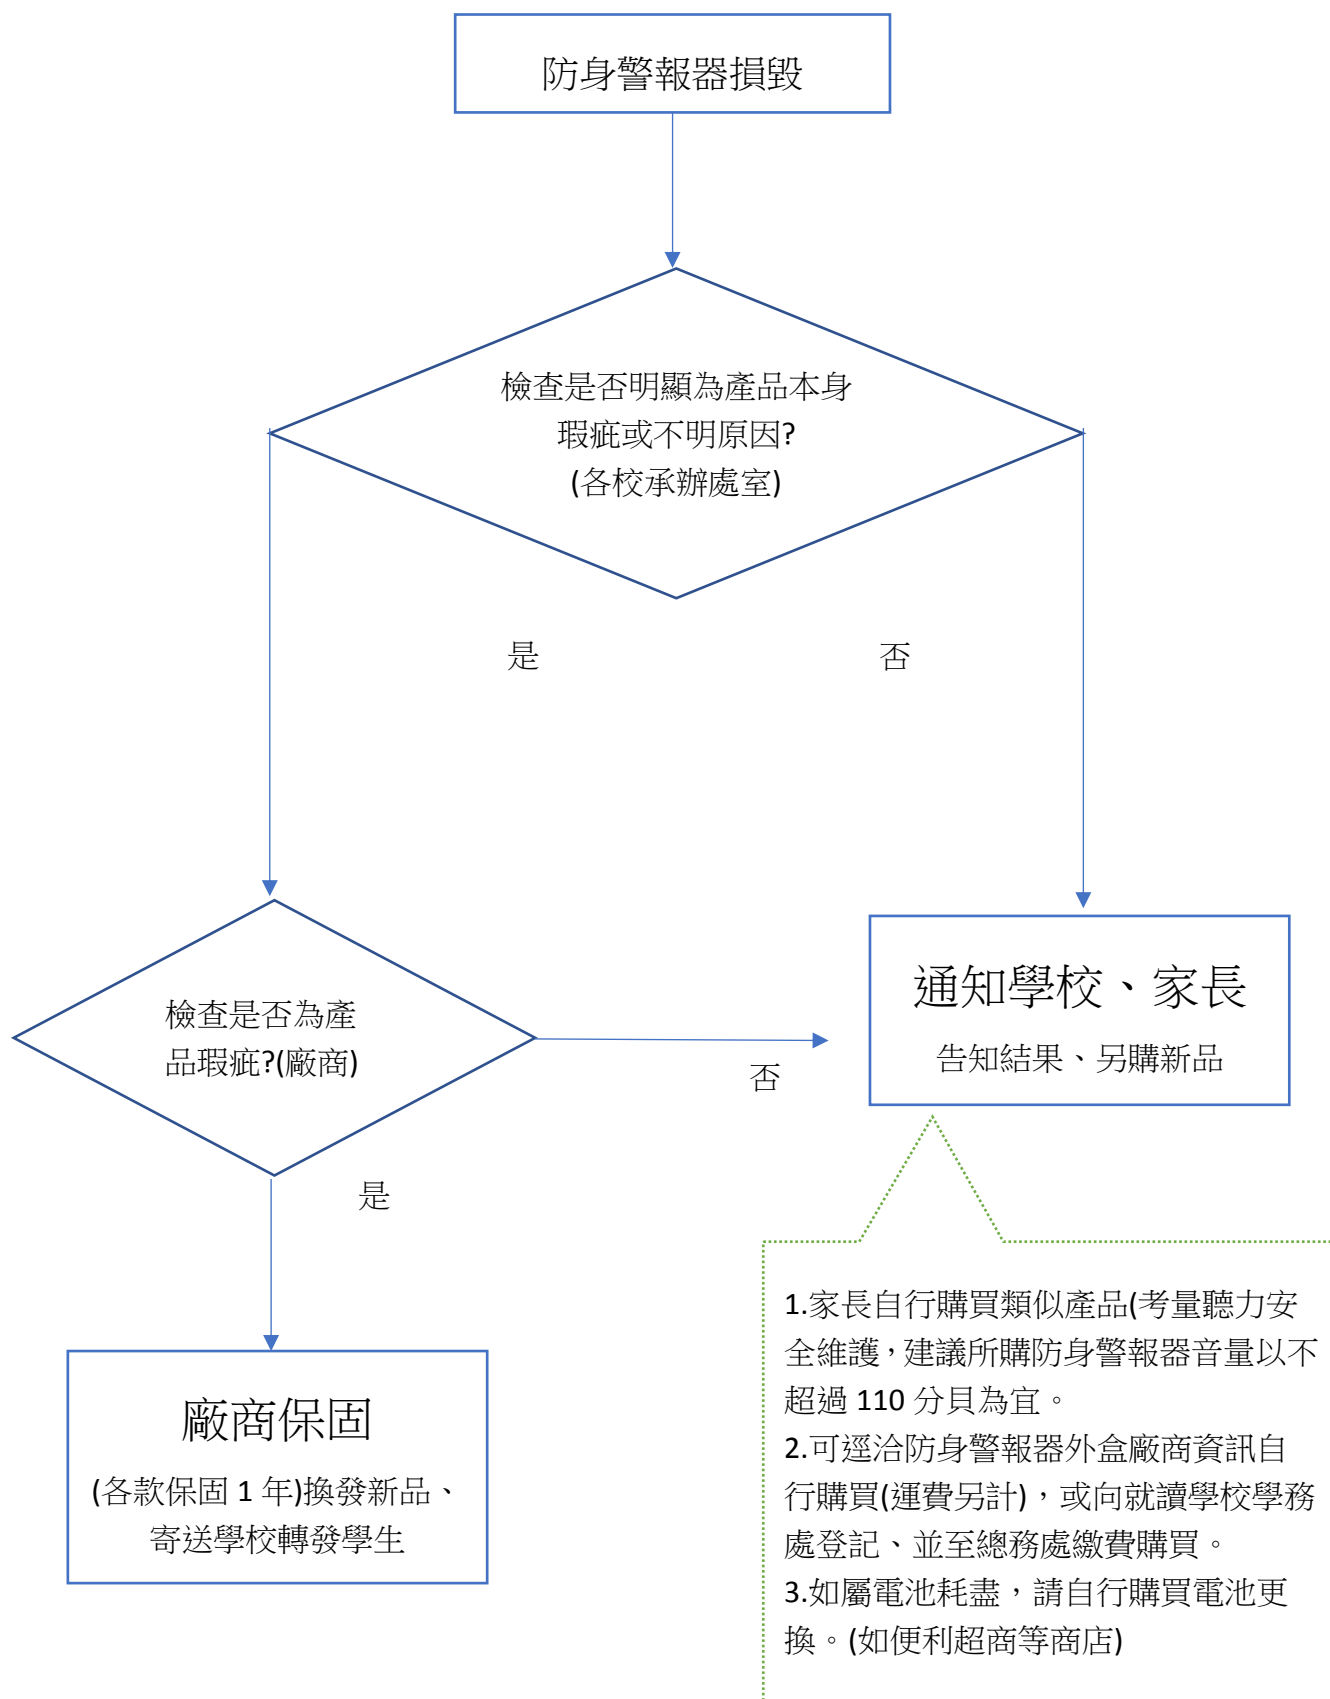 防身警報器損毀
檢查是否明顯為產品本身
瑕疵或不明原因?
(各校承辦處室)
是
否
檢查是否為產
品瑕疵?(廠商)
否
通知學校、家長
告知結果、另購新品
是
廠商保固
(各款保固 1 年)換發新品、
寄送學校轉發學生
1.家長自行購買類似產品(考量聽力安
全維護，建議所購防身警報器音量以不
超過 110 分貝為宜。
2.可逕洽防身警報器外盒廠商資訊自
行購買(運費另計)，或向就讀學校學務
處登記、並至總務處繳費購買。
3.如屬電池耗盡，請自行購買電池更
換。(如便利超商等商店)